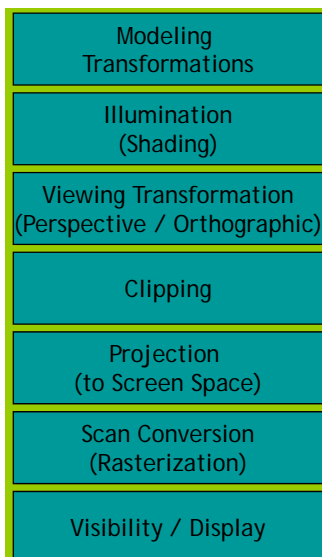 Modeling
Transformations
Illumination
(Shading)
Viewing Transformation
(Perspective / Orthographic)
Clipping
Projection
(to Screen Space)
Scan Conversion
(Rasterization)
Visibility / Display